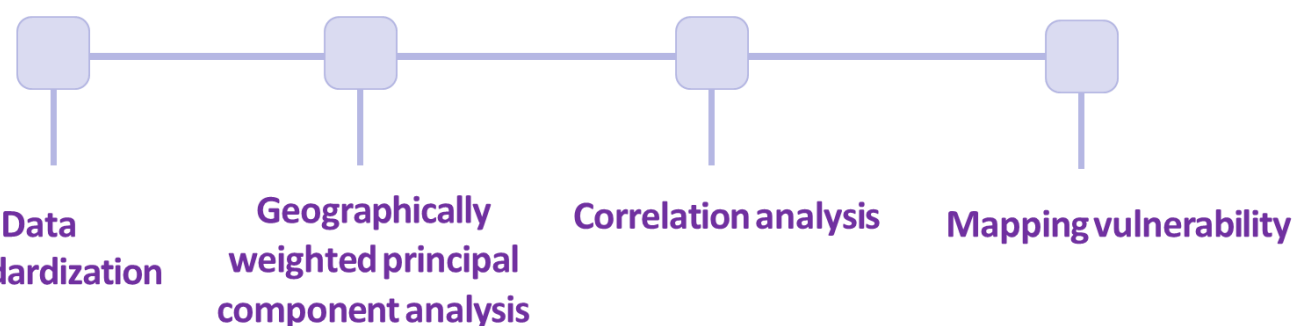 Data
dardization
Geographically
weighted principal
component analysis
Correlation analysis
Mapping vulnerability